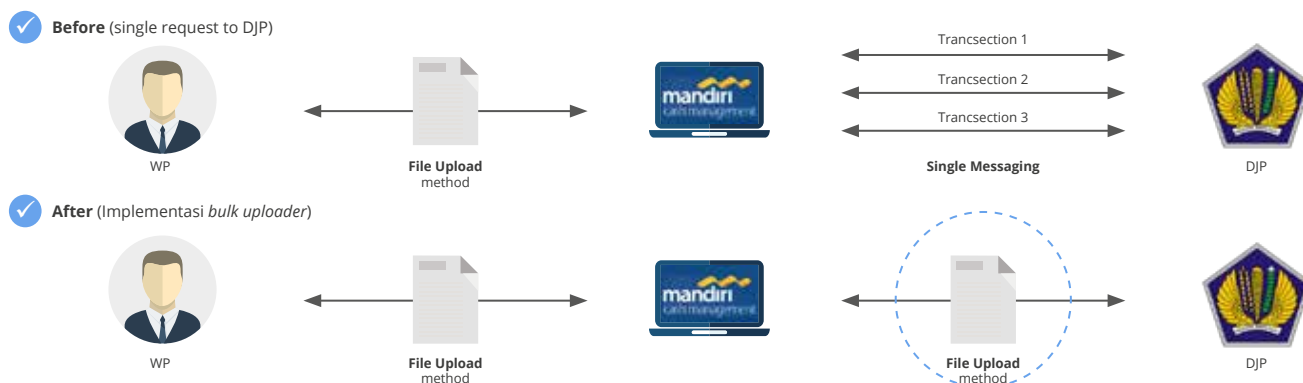 Before (single request to DJP)
Trancsection 1
Trancsection 2
Trancsection 3
mandiri
cash management
WP
File Upload
method
Single Messaging
DJP
After (Implementasi bulk uploader)
mandiri
cash management
WP
File Upload
method
File Upload
method
DJP